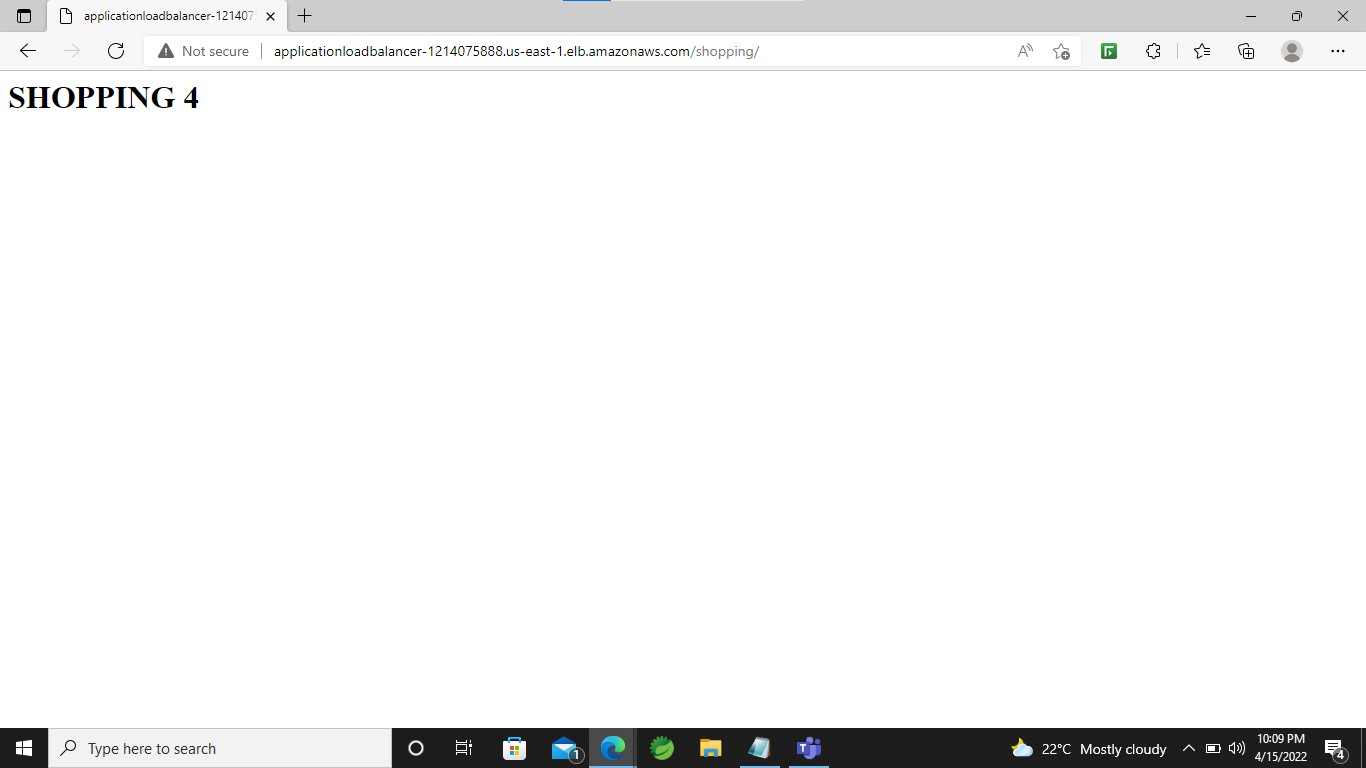 applicationloadbalancer-121407
Not secure
applicationloadbalancer-1214075888.us-east-1.elb.amazonaws.com/shopping/
SHOPPING 4
Type here to search
1
22°C Mostly cloudy
10:09 PM
4/15/2022
4